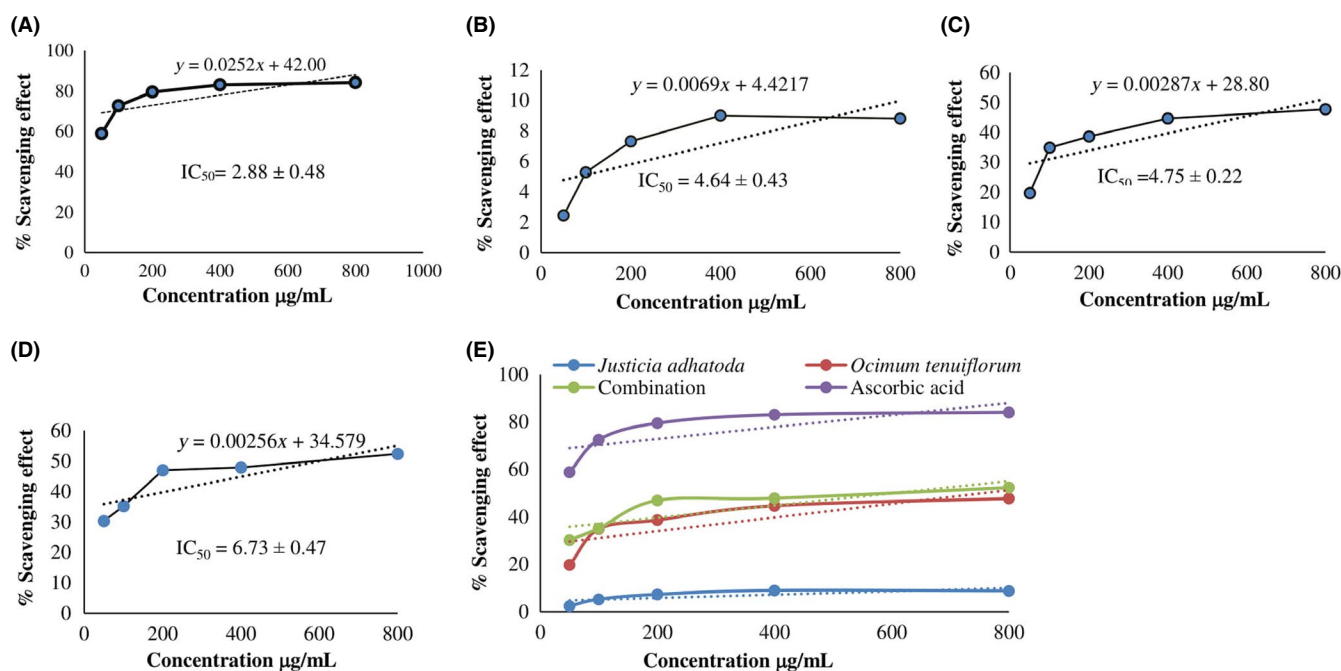 (A)
100
80
60
40
20
0
0
200
400
600
800
1000
% Scavenging effect
Concentration µg/mL
y = 0.0252x + 42.00
IC50= 2.88 ± 0.48
(B)
12
10
8
6
4
2
0
0
200
400
600
800
% Scavenging effect
Concentration µg/mL
y = 0.0069x + 4.4217
IC50 = 4.64 ± 0.43
(C)
60
50
40
30
20
10
0
0
200
400
600
800
% Scavenging effect
Concentration µg/mL
y = 0.00287x + 28.80
IC50 =4.75 ± 0.22
(D)
60
50
40
30
20
10
0
0
200
400
600
800
% Scavenging effect
Concentration µg/mL
y = 0.00256x + 34.579
IC50 = 6.73 ± 0.47
(E)
Justicia adhatoda
Ocimum tenuiflorum
Combination
Ascorbic acid
100
80
60
40
20
0
0
200
400
600
800
% Scavenging effect
Concentration µg/mL